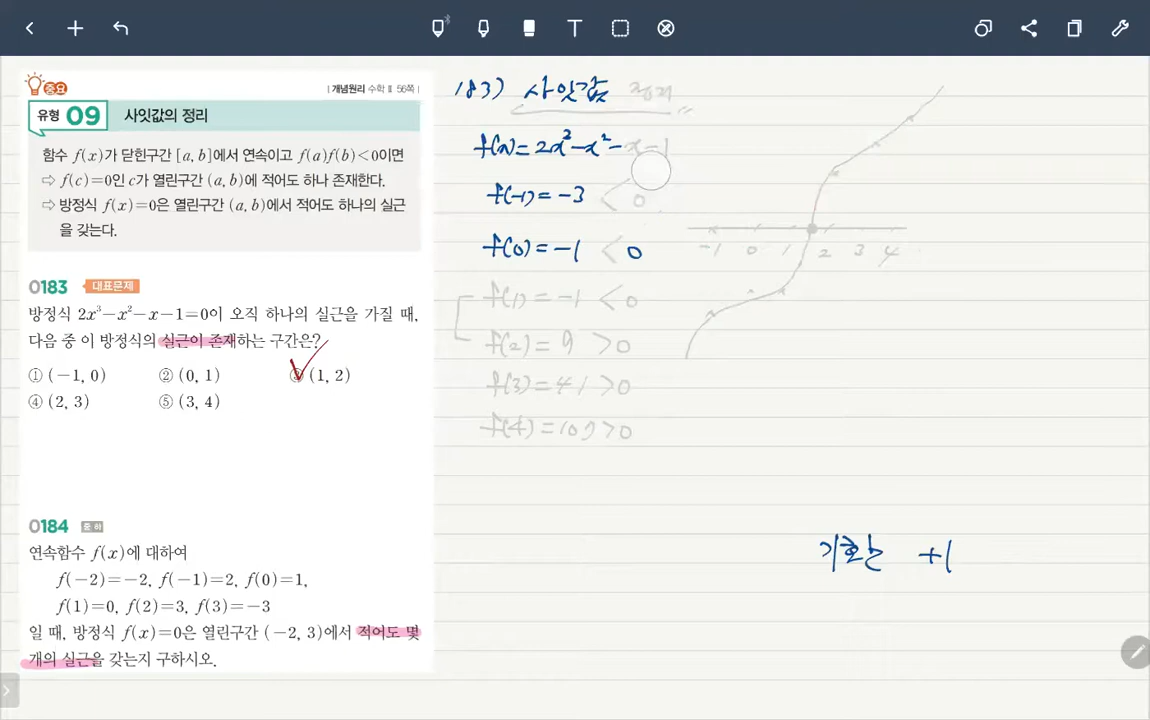 중요
개념원리 수학 Ⅱ 56쪽
유형 09 사잇값의 정리
함수 f(x)가 닫힌구간 [a, b]에서 연속이고 f(a)f(b)<0이면
⇨ f(c)=0인 c가 열린구간 (a, b)에 적어도 하나 존재한다.
⇨ 방정식 f(x)=0은 열린구간 (a, b)에서 적어도 하나의 실근
을 갖는다.
0183 대표문제
방정식 2x³-x²-x-1=0이 오직 하나의 실근을 가질 때,
다음 중 이 방정식의 실근이 존재하는 구간은?
① (-1, 0) ② (0, 1) ③ (1, 2)
④ (2, 3) ⑤ (3, 4)
0184 중 하
연속함수 f(x)에 대하여
f(-2)=-2, f(-1)=2, f(0)=1,
f(1)=0, f(2)=3, f(3)=-3
일 때, 방정식 f(x)=0은 열린구간 (-2, 3)에서 적어도 몇
개의 실근을 갖는지 구하시오.
183) 사잇값 정리
f(x)=2x³-x²-x-1
f(-1)=-3 <0
f(0)=-1 <0
f(1)=-1 <0
f(2)=9 >0
f(3)=41 >0
f(4)=107 >0
-1 0 1 2 3 4
+1